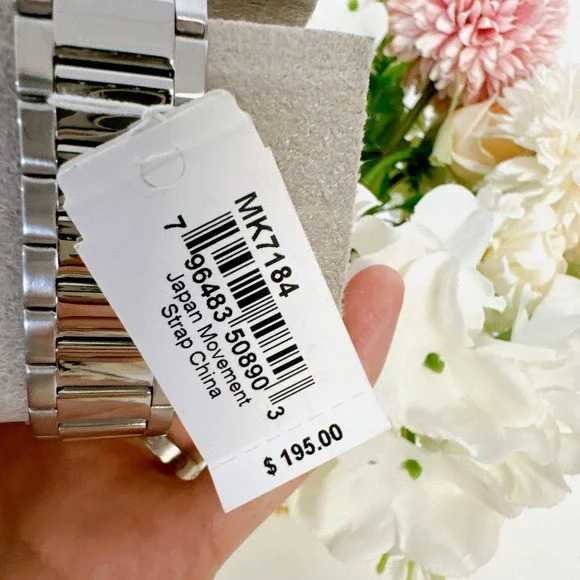 MK7184
7 96483 50890 3
Japan Movement
Strap China
$ 195.00